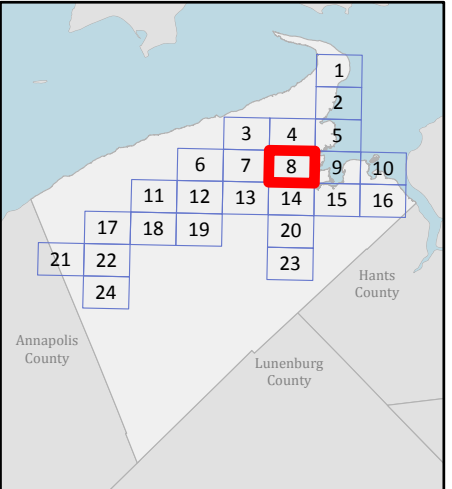 1
2
3 4 5
6 7 8 9 10
11 12 13 14 15 16
17 18 19 20
21 22 23
24
Hants
County
Annapolis
County
Lunenburg
County